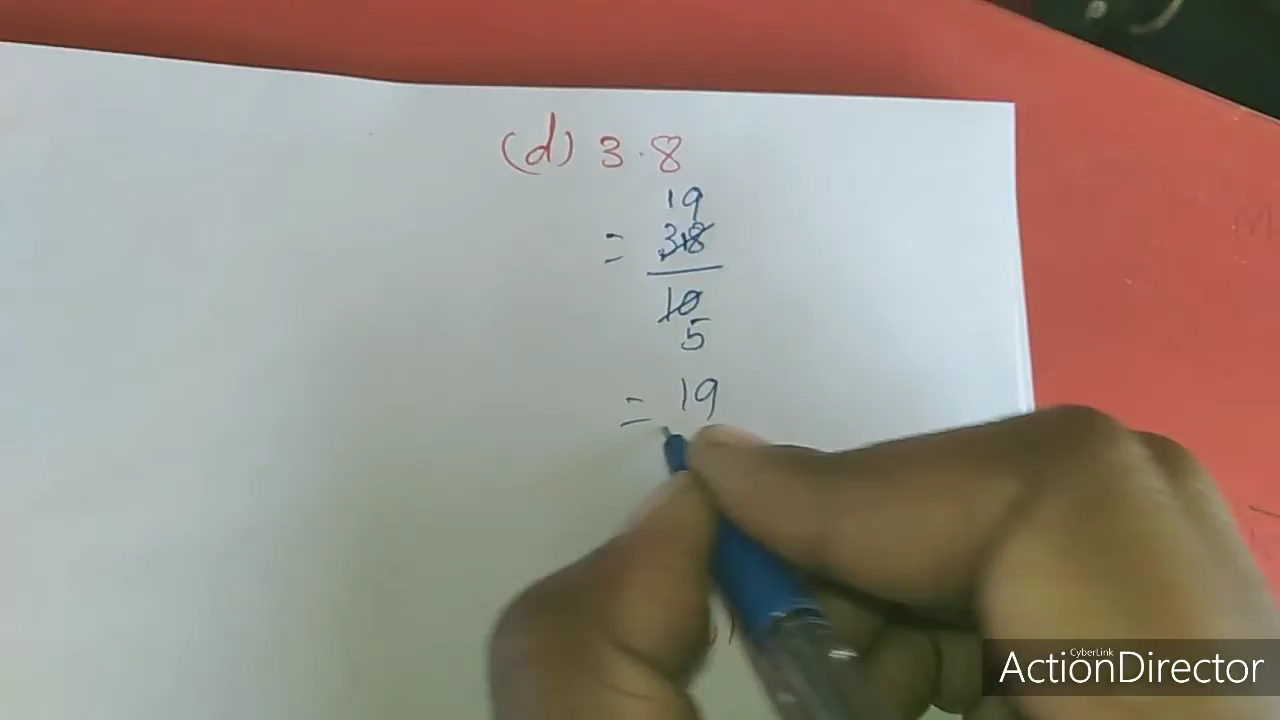 (d) 3.8
19
= 38
10
5
= 19
CyberLink
ActionDirector